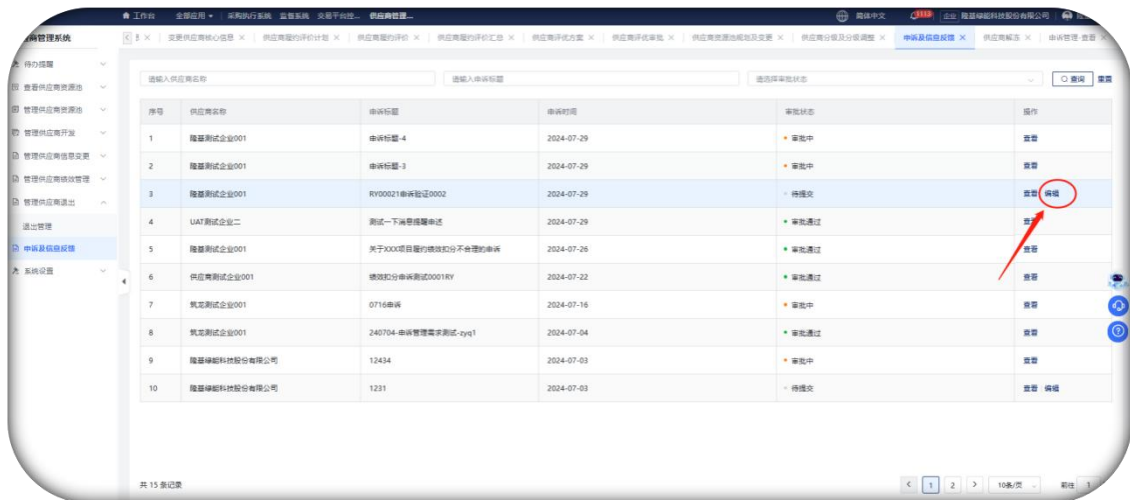 工作台 全部应用 采购执行系统 监督系统 交易平台控... 供应商管理... 简体中文 3333 企业 隆基绿能科技股份有限公司
商管理系统 变更供应商核心信息 × 供应商履约评价计划 × 供应商履约评价 × 供应商履约评价汇总 × 供应商评优方案 × 供应商评优审批 × 供应商资源池规划及变更 × 供应商分级及分级调整 × 申诉及信息反馈 × 供应商解冻 × 申诉管理-查看
待办提醒
查看供应商资源池
管理供应商资源池
管理供应商开发
管理供应商信息变更
管理供应商绩效管理
管理供应商退出
退出管理
申诉及信息反馈
系统设置
请输入供应商名称 请输入申诉标题 请选择审批状态 查询 重置
序号 供应商名称 申诉标题 申诉时间 审批状态 操作
1 隆基测试企业001 申诉标题-4 2024-07-29 审批中 查看
2 隆基测试企业001 申诉标题-3 2024-07-29 审批中 查看
3 隆基测试企业001 RY00021申诉验证0002 2024-07-29 待提交 查看 编辑
4 UAT测试企业二 测试一下消息提醒申述 2024-07-29 审批通过 查看
5 隆基测试企业001 关于XXX项目履约绩效扣分不合理的申诉 2024-07-26 审批通过 查看
6 供应商测试企业001 绩效扣分申诉测试0001RY 2024-07-22 审批通过 查看
7 筑龙测试企业001 0716申诉 2024-07-16 审批中 查看
8 筑龙测试企业001 240704-申诉管理需求测试-zyq1 2024-07-04 审批通过 查看
9 隆基绿能科技股份有限公司 12434 2024-07-03 审批中 查看
10 隆基绿能科技股份有限公司 1231 2024-07-03 待提交 查看 编辑
共 15 条记录 < 1 2 > 10条/页 前往 1